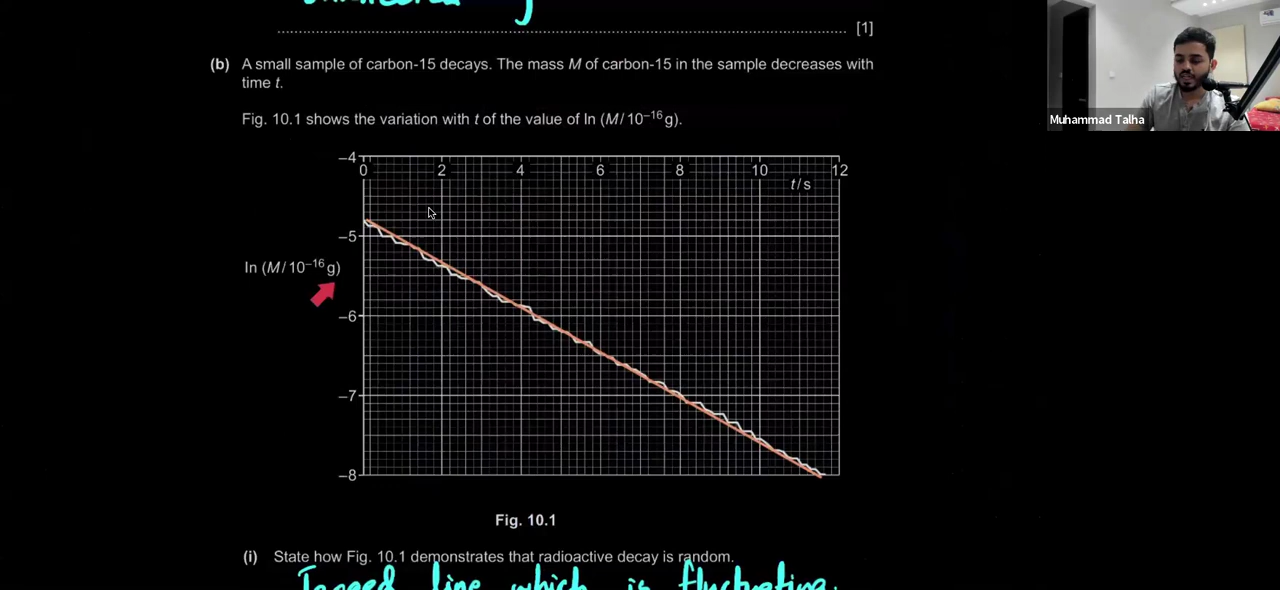 [1]
(b) A small sample of carbon-15 decays. The mass M of carbon-15 in the sample decreases with
time t.
Fig. 10.1 shows the variation with t of the value of ln (M/10⁻¹⁶g).
−4
0 2 4 6 8 10 12
t/s
−5
ln (M/10⁻¹⁶g)
−6
−7
−8
Fig. 10.1
(i) State how Fig. 10.1 demonstrates that radioactive decay is random.
Jagged line which is fluctuating.
Muhammad Talha